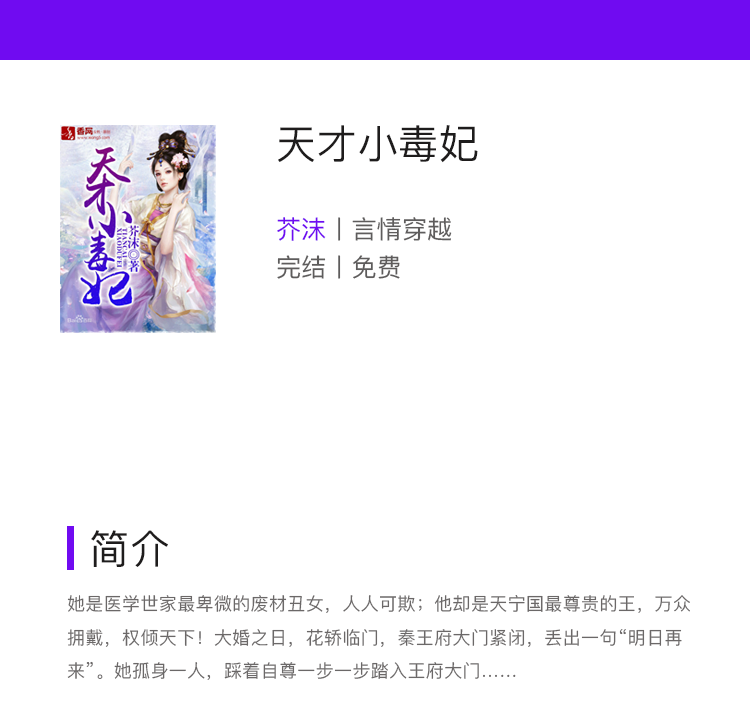 香网
天才小毒妃
芥沫◎著
天才小毒妃
芥沫丨言情穿越
完结丨免费
简介
她是医学世家最卑微的废材丑女，人人可欺；他却是天宁国最尊贵的王，万众
拥戴，权倾天下！大婚之日，花轿临门，秦王府大门紧闭，丢出一句“明日再
来”。她孤身一人，踩着自尊一步一步踏入王府大门……